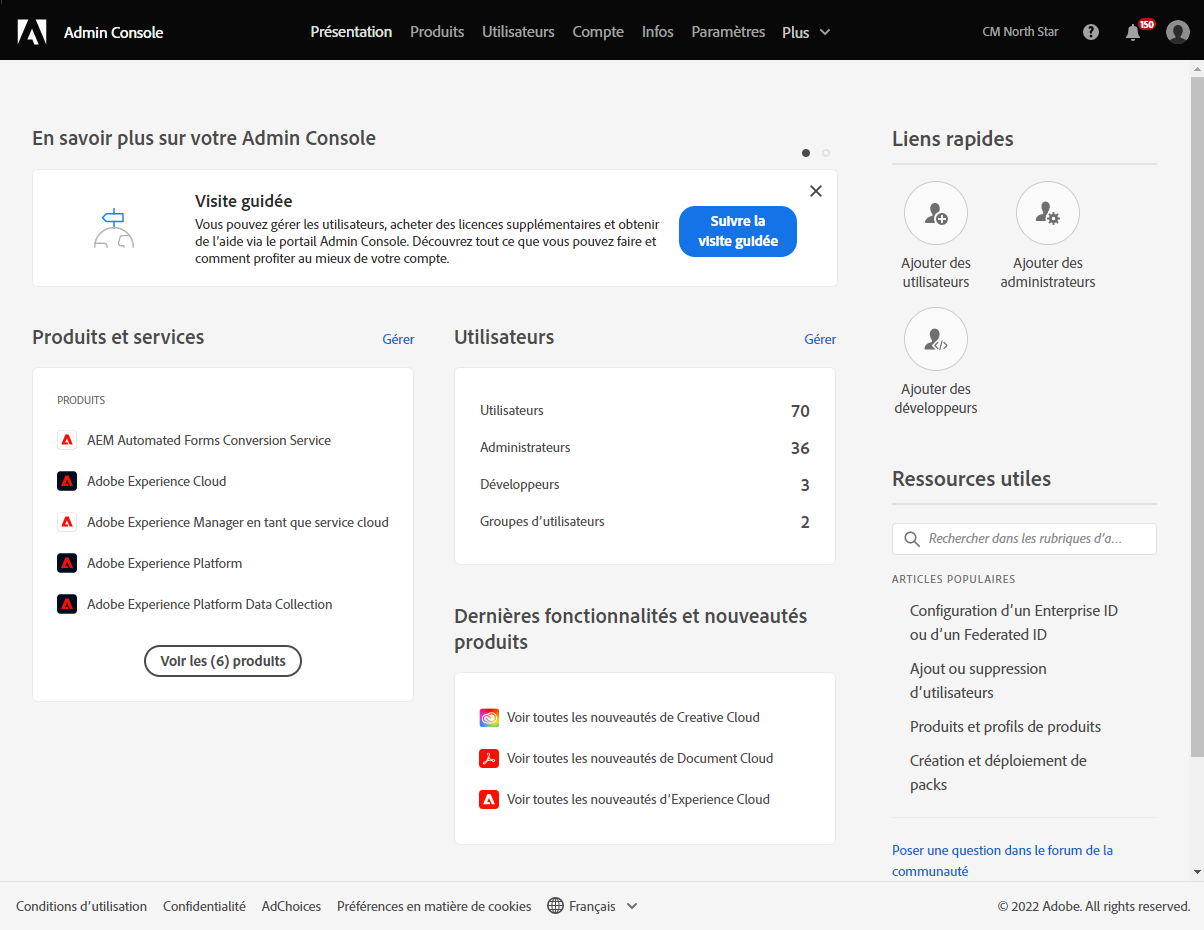 Admin Console
Présentation
Produits
Utilisateurs
Compte
Infos
Paramètres
Plus
CM North Star
150
En savoir plus sur votre Admin Console
Visite guidée
Vous pouvez gérer les utilisateurs, acheter des licences supplémentaires et obtenir
de l'aide via le portail Admin Console. Découvrez tout ce que vous pouvez faire et
comment profiter au mieux de votre compte.
Suivre la
visite guidée
Produits et services
Gérer
PRODUITS
AEM Automated Forms Conversion Service
Adobe Experience Cloud
Adobe Experience Manager en tant que service cloud
Adobe Experience Platform
Adobe Experience Platform Data Collection
Voir les (6) produits
Utilisateurs
Gérer
Utilisateurs 70
Administrateurs 36
Développeurs 3
Groupes d'utilisateurs 2
Dernières fonctionnalités et nouveautés
produits
Voir toutes les nouveautés de Creative Cloud
Voir toutes les nouveautés de Document Cloud
Voir toutes les nouveautés d'Experience Cloud
Liens rapides
Ajouter des
utilisateurs
Ajouter des
administrateurs
Ajouter des
développeurs
Ressources utiles
Rechercher dans les rubriques d'a...
ARTICLES POPULAIRES
Configuration d'un Enterprise ID
ou d'un Federated ID
Ajout ou suppression
d'utilisateurs
Produits et profils de produits
Création et déploiement de
packs
Poser une question dans le forum de la
communauté
Conditions d'utilisation
Confidentialité
AdChoices
Préférences en matière de cookies
Français
© 2022 Adobe. All rights reserved.